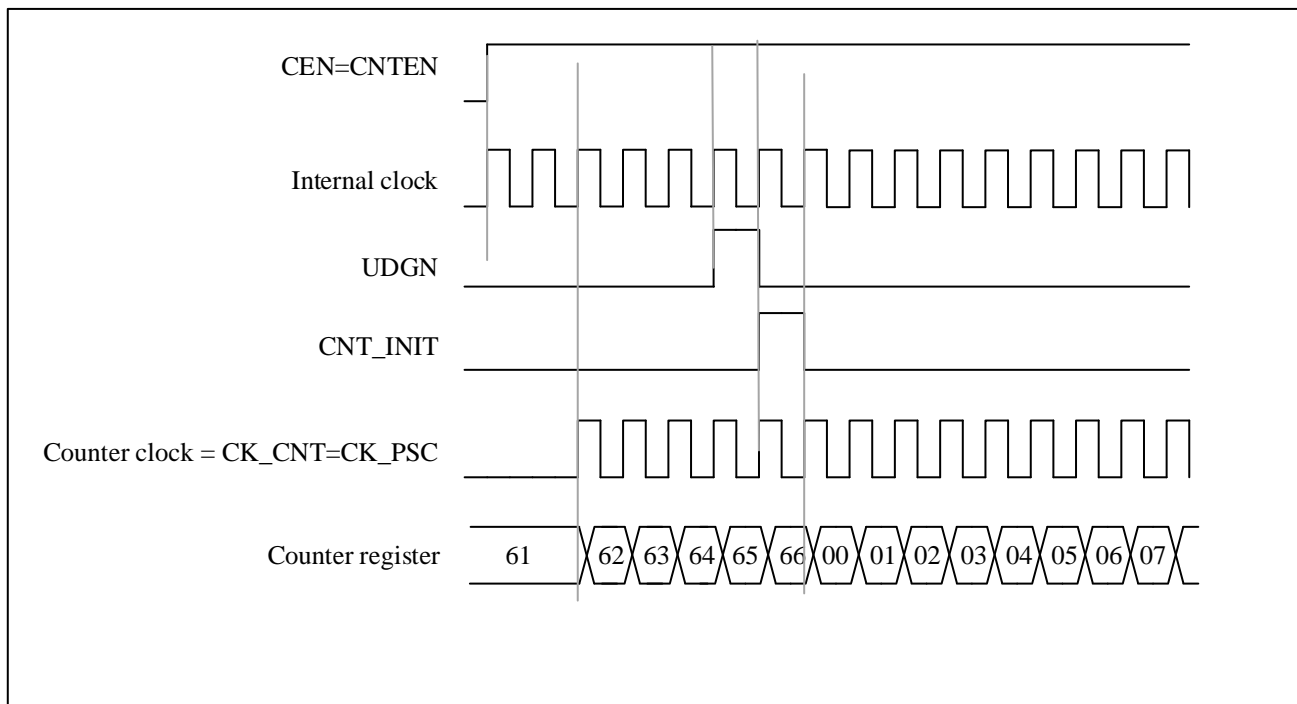 CEN=CNTEN
Internal clock
UDGN
CNT_INIT
Counter clock = CK_CNT=CK_PSC
Counter register 61 62 63 64 65 66 00 01 02 03 04 05 06 07